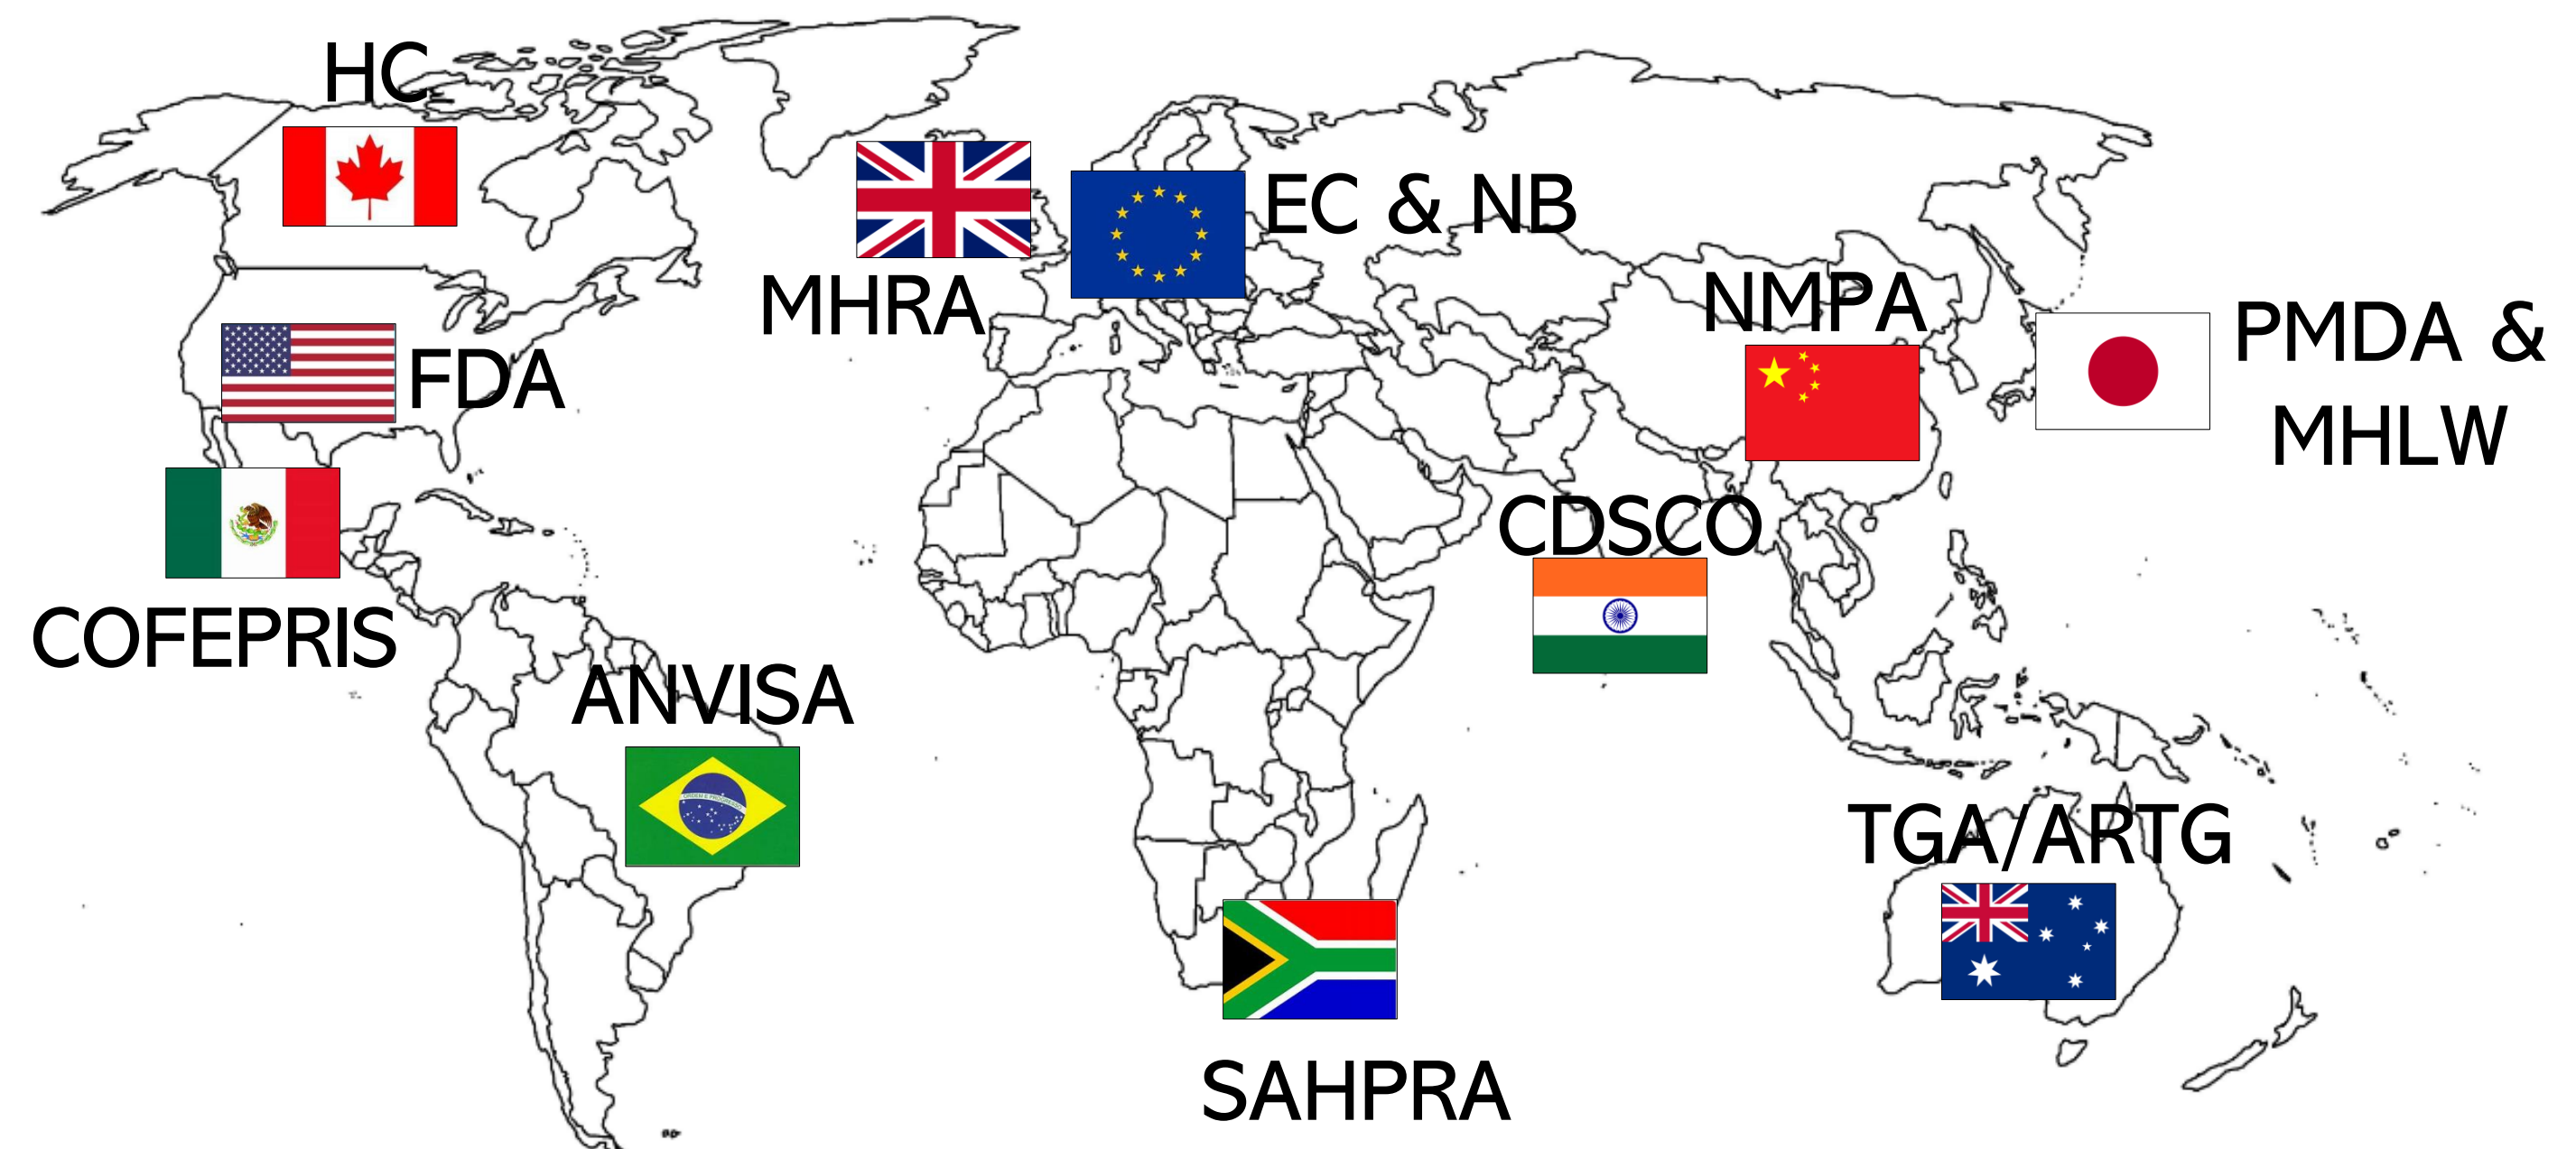 HC
EC & NB
MHRA
NMPA
PMDA &
MHLW
FDA
CDSCO
COFEPRIS
ANVISA
TGA/ARTG
SAHPRA